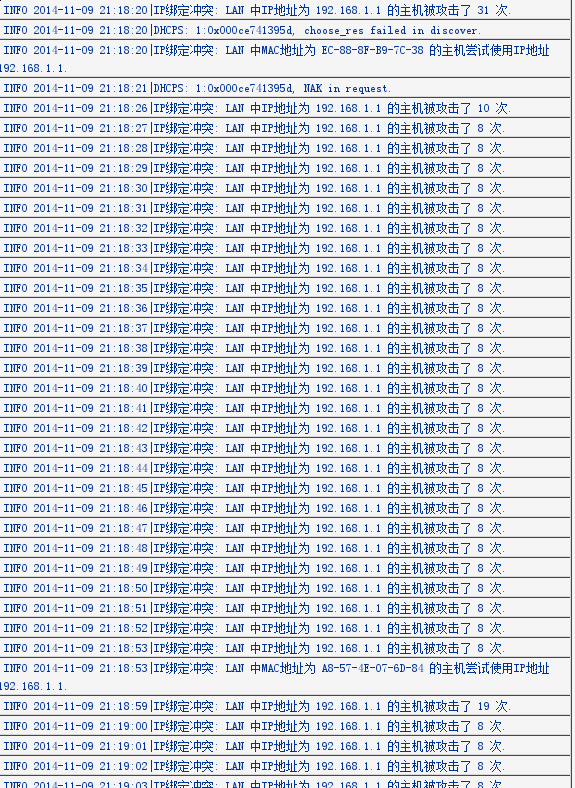 INFO 2014-11-09 21:18:20|IP绑定冲突: LAN 中IP地址为 192.168.1.1 的主机被攻击了 31 次.
INFO 2014-11-09 21:18:20|DHCPS: 1:0x000ce741395d, choose_res failed in discover.
INFO 2014-11-09 21:18:20|IP绑定冲突: LAN 中MAC地址为 EC-88-8F-B9-7C-38 的主机尝试使用IP地址
192.168.1.1.
INFO 2014-11-09 21:18:21|DHCPS: 1:0x000ce741395d, NAK in request.
INFO 2014-11-09 21:18:26|IP绑定冲突: LAN 中IP地址为 192.168.1.1 的主机被攻击了 10 次.
INFO 2014-11-09 21:18:27|IP绑定冲突: LAN 中IP地址为 192.168.1.1 的主机被攻击了 8 次.
INFO 2014-11-09 21:18:28|IP绑定冲突: LAN 中IP地址为 192.168.1.1 的主机被攻击了 8 次.
INFO 2014-11-09 21:18:29|IP绑定冲突: LAN 中IP地址为 192.168.1.1 的主机被攻击了 8 次.
INFO 2014-11-09 21:18:30|IP绑定冲突: LAN 中IP地址为 192.168.1.1 的主机被攻击了 8 次.
INFO 2014-11-09 21:18:31|IP绑定冲突: LAN 中IP地址为 192.168.1.1 的主机被攻击了 8 次.
INFO 2014-11-09 21:18:32|IP绑定冲突: LAN 中IP地址为 192.168.1.1 的主机被攻击了 8 次.
INFO 2014-11-09 21:18:33|IP绑定冲突: LAN 中IP地址为 192.168.1.1 的主机被攻击了 8 次.
INFO 2014-11-09 21:18:34|IP绑定冲突: LAN 中IP地址为 192.168.1.1 的主机被攻击了 8 次.
INFO 2014-11-09 21:18:35|IP绑定冲突: LAN 中IP地址为 192.168.1.1 的主机被攻击了 8 次.
INFO 2014-11-09 21:18:36|IP绑定冲突: LAN 中IP地址为 192.168.1.1 的主机被攻击了 8 次.
INFO 2014-11-09 21:18:37|IP绑定冲突: LAN 中IP地址为 192.168.1.1 的主机被攻击了 8 次.
INFO 2014-11-09 21:18:38|IP绑定冲突: LAN 中IP地址为 192.168.1.1 的主机被攻击了 8 次.
INFO 2014-11-09 21:18:39|IP绑定冲突: LAN 中IP地址为 192.168.1.1 的主机被攻击了 8 次.
INFO 2014-11-09 21:18:40|IP绑定冲突: LAN 中IP地址为 192.168.1.1 的主机被攻击了 8 次.
INFO 2014-11-09 21:18:41|IP绑定冲突: LAN 中IP地址为 192.168.1.1 的主机被攻击了 8 次.
INFO 2014-11-09 21:18:42|IP绑定冲突: LAN 中IP地址为 192.168.1.1 的主机被攻击了 8 次.
INFO 2014-11-09 21:18:43|IP绑定冲突: LAN 中IP地址为 192.168.1.1 的主机被攻击了 8 次.
INFO 2014-11-09 21:18:44|IP绑定冲突: LAN 中IP地址为 192.168.1.1 的主机被攻击了 8 次.
INFO 2014-11-09 21:18:45|IP绑定冲突: LAN 中IP地址为 192.168.1.1 的主机被攻击了 8 次.
INFO 2014-11-09 21:18:46|IP绑定冲突: LAN 中IP地址为 192.168.1.1 的主机被攻击了 8 次.
INFO 2014-11-09 21:18:47|IP绑定冲突: LAN 中IP地址为 192.168.1.1 的主机被攻击了 8 次.
INFO 2014-11-09 21:18:48|IP绑定冲突: LAN 中IP地址为 192.168.1.1 的主机被攻击了 8 次.
INFO 2014-11-09 21:18:49|IP绑定冲突: LAN 中IP地址为 192.168.1.1 的主机被攻击了 8 次.
INFO 2014-11-09 21:18:50|IP绑定冲突: LAN 中IP地址为 192.168.1.1 的主机被攻击了 8 次.
INFO 2014-11-09 21:18:51|IP绑定冲突: LAN 中IP地址为 192.168.1.1 的主机被攻击了 8 次.
INFO 2014-11-09 21:18:52|IP绑定冲突: LAN 中IP地址为 192.168.1.1 的主机被攻击了 8 次.
INFO 2014-11-09 21:18:53|IP绑定冲突: LAN 中IP地址为 192.168.1.1 的主机被攻击了 8 次.
INFO 2014-11-09 21:18:53|IP绑定冲突: LAN 中MAC地址为 A8-57-4E-07-6D-84 的主机尝试使用IP地址
192.168.1.1.
INFO 2014-11-09 21:18:59|IP绑定冲突: LAN 中IP地址为 192.168.1.1 的主机被攻击了 19 次.
INFO 2014-11-09 21:19:00|IP绑定冲突: LAN 中IP地址为 192.168.1.1 的主机被攻击了 8 次.
INFO 2014-11-09 21:19:01|IP绑定冲突: LAN 中IP地址为 192.168.1.1 的主机被攻击了 8 次.
INFO 2014-11-09 21:19:02|IP绑定冲突: LAN 中IP地址为 192.168.1.1 的主机被攻击了 8 次.
INFO 2014-11-09 21:19:03|IP绑定冲突: LAN 中IP地址为 192.168.1.1 的主机被攻击了 8 次.